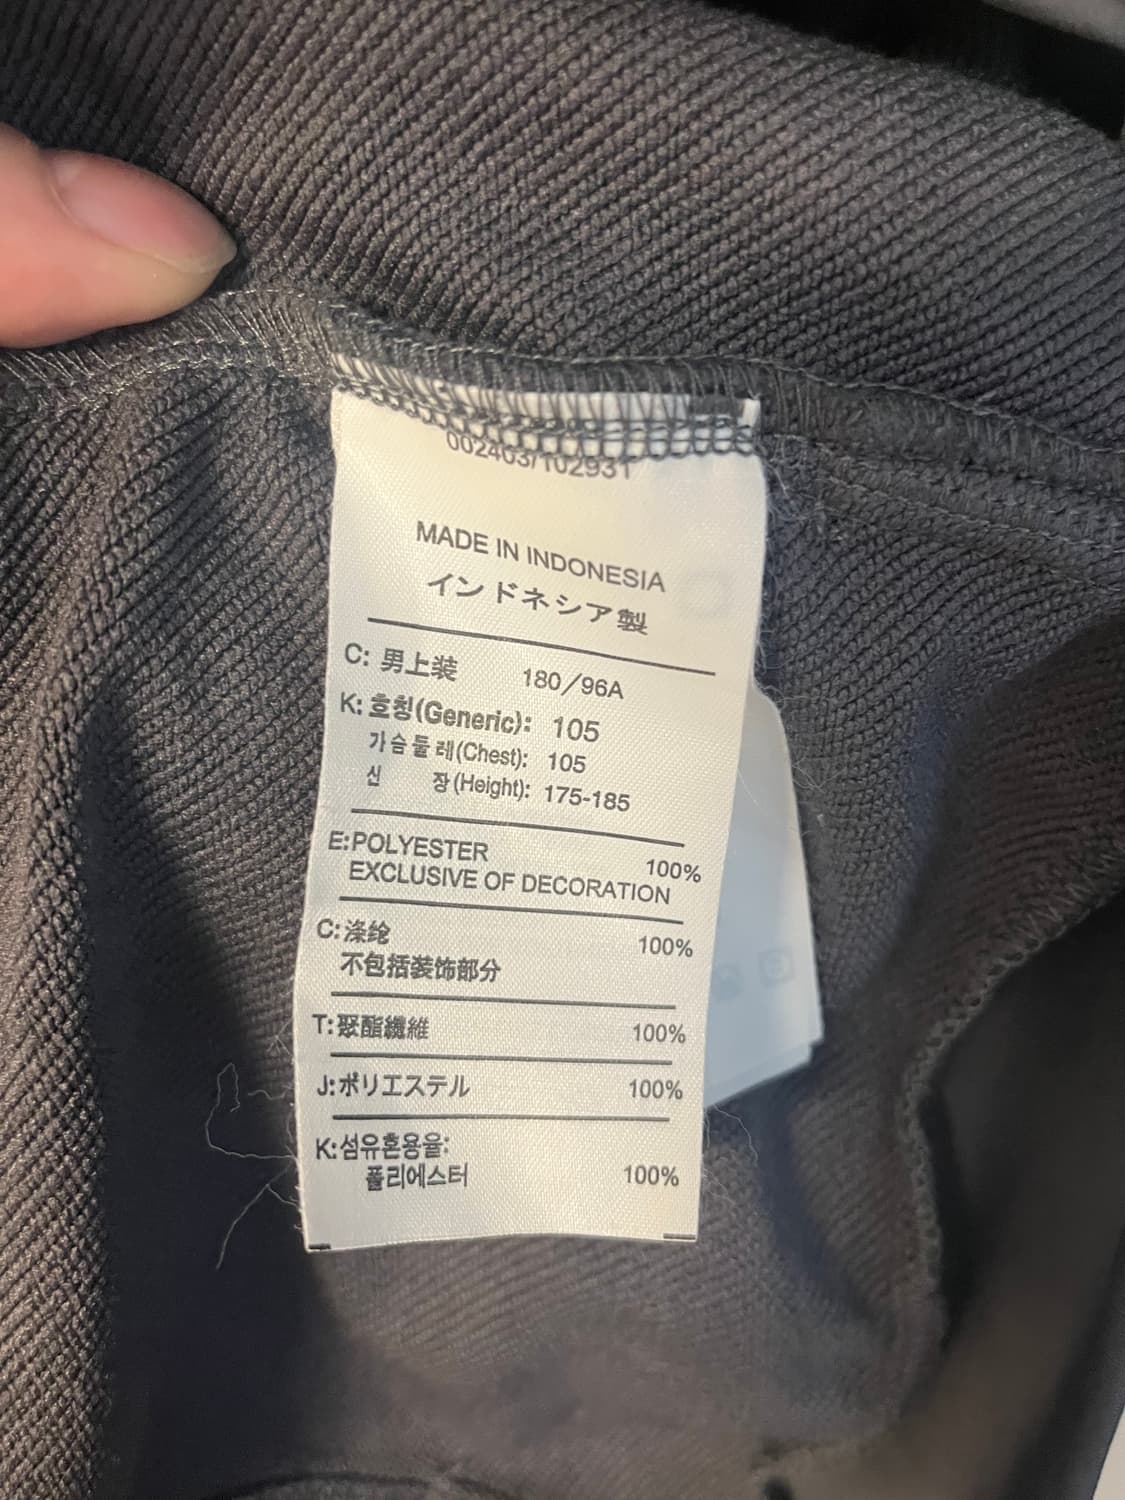 002403/102931
MADE IN INDONESIA
インドネシア製
C: 男上装 180/96A
K: 호칭(Generic): 105
가슴둘레(Chest): 105
신 장(Height): 175-185
E:POLYESTER 100%
EXCLUSIVE OF DECORATION
C:涤纶 100%
不包括装饰部分
T:聚酯纖維 100%
J:ポリエステル 100%
K:섬유혼용율:
폴리에스터 100%